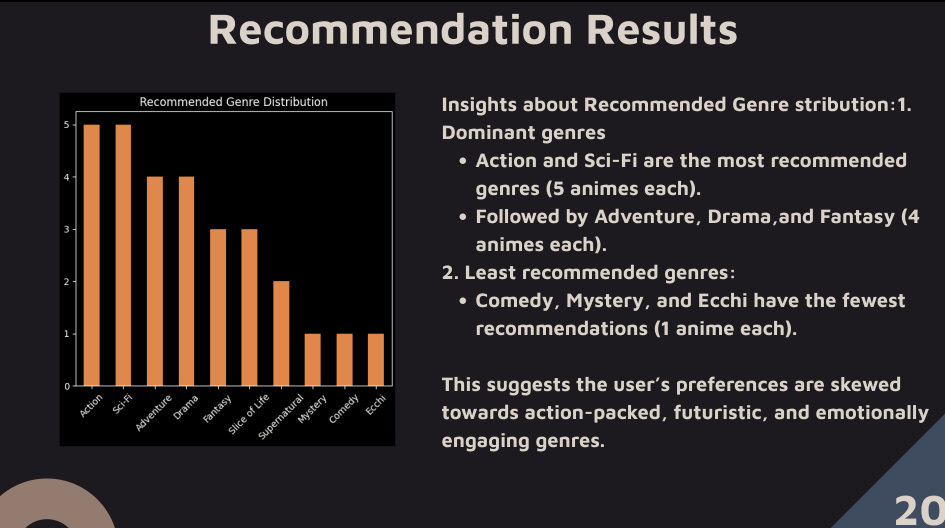 Recommendation Results
Recommended Genre Distribution
5
4
3
2
1
0
Action
Sci-Fi
Adventure
Drama
Fantasy
Slice of Life
Supernatural
Mystery
Comedy
Ecchi
Insights about Recommended Genre stribution:1.
Dominant genres
• Action and Sci-Fi are the most recommended
genres (5 animes each).
• Followed by Adventure, Drama,and Fantasy (4
animes each).
2. Least recommended genres:
• Comedy, Mystery, and Ecchi have the fewest
recommendations (1 anime each).
This suggests the user’s preferences are skewed
towards action-packed, futuristic, and emotionally
engaging genres.
20